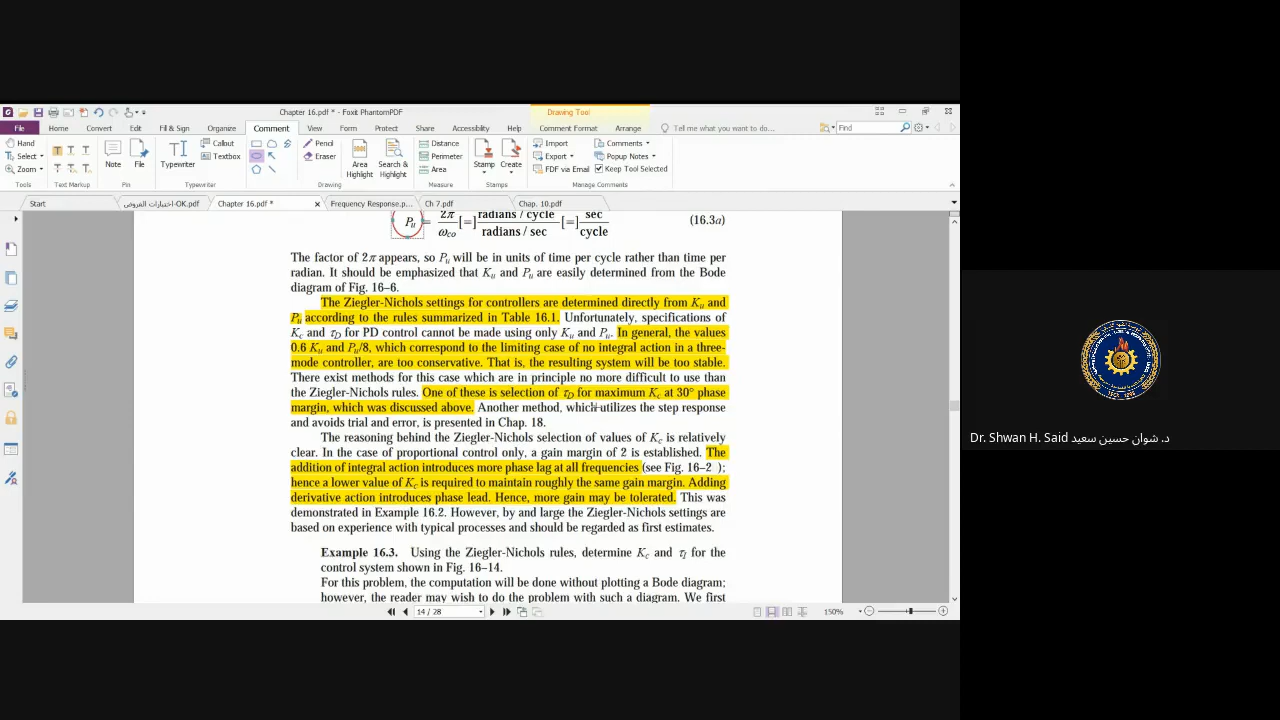 Chapter 16.pdf * - Foxit PhantomPDF
Drawing Tool
File
Home
Convert
Edit
Fill & Sign
Organize
Comment
View
Form
Protect
Share
Accessibility
Help
Comment Format
Arrange
Tell me what you want to do...
Find
Hand
Select
Zoom
Tools
Text Markup
Note
File
Pin
Typewriter
Callout
Textbox
Typewriter
Pencil
Eraser
Area Highlight
Search & Highlight
Drawing
Distance
Perimeter
Area
Measure
Stamp
Create
Stamps
Import
Export
FDF via Email
Comments
Popup Notes
Keep Tool Selected
Manage Comments
Start
اختبارات الفروض-OK.pdf
Chapter 16.pdf *
Frequency Response.p...
Ch 7.pdf
Chap. 10.pdf
Pu = 2π/ωco [=] radians / cycle / radians / sec [=] sec / cycle (16.3a)
The factor of 2π appears, so Pu will be in units of time per cycle rather than time per
radian. It should be emphasized that Ku and Pu are easily determined from the Bode
diagram of Fig. 16–6.
The Ziegler-Nichols settings for controllers are determined directly from Ku and
Pu according to the rules summarized in Table 16.1. Unfortunately, specifications of
Kc and τD for PD control cannot be made using only Ku and Pu. In general, the values
0.6 Ku and Pu/8, which correspond to the limiting case of no integral action in a three-
mode controller, are too conservative. That is, the resulting system will be too stable.
There exist methods for this case which are in principle no more difficult to use than
the Ziegler-Nichols rules. One of these is selection of τD for maximum Kc at 30° phase
margin, which was discussed above. Another method, which utilizes the step response
and avoids trial and error, is presented in Chap. 18.
The reasoning behind the Ziegler-Nichols selection of values of Kc is relatively
clear. In the case of proportional control only, a gain margin of 2 is established. The
addition of integral action introduces more phase lag at all frequencies (see Fig. 16–2 );
hence a lower value of Kc is required to maintain roughly the same gain margin. Adding
derivative action introduces phase lead. Hence, more gain may be tolerated. This was
demonstrated in Example 16.2. However, by and large the Ziegler-Nichols settings are
based on experience with typical processes and should be regarded as first estimates.
Example 16.3. Using the Ziegler-Nichols rules, determine Kc and τI for the
control system shown in Fig. 16–14.
For this problem, the computation will be done without plotting a Bode diagram;
however, the reader may wish to do the problem with such a diagram. We first
14 / 28
150%
Dr. Shwan H. Said د. شوان حسين سعيد